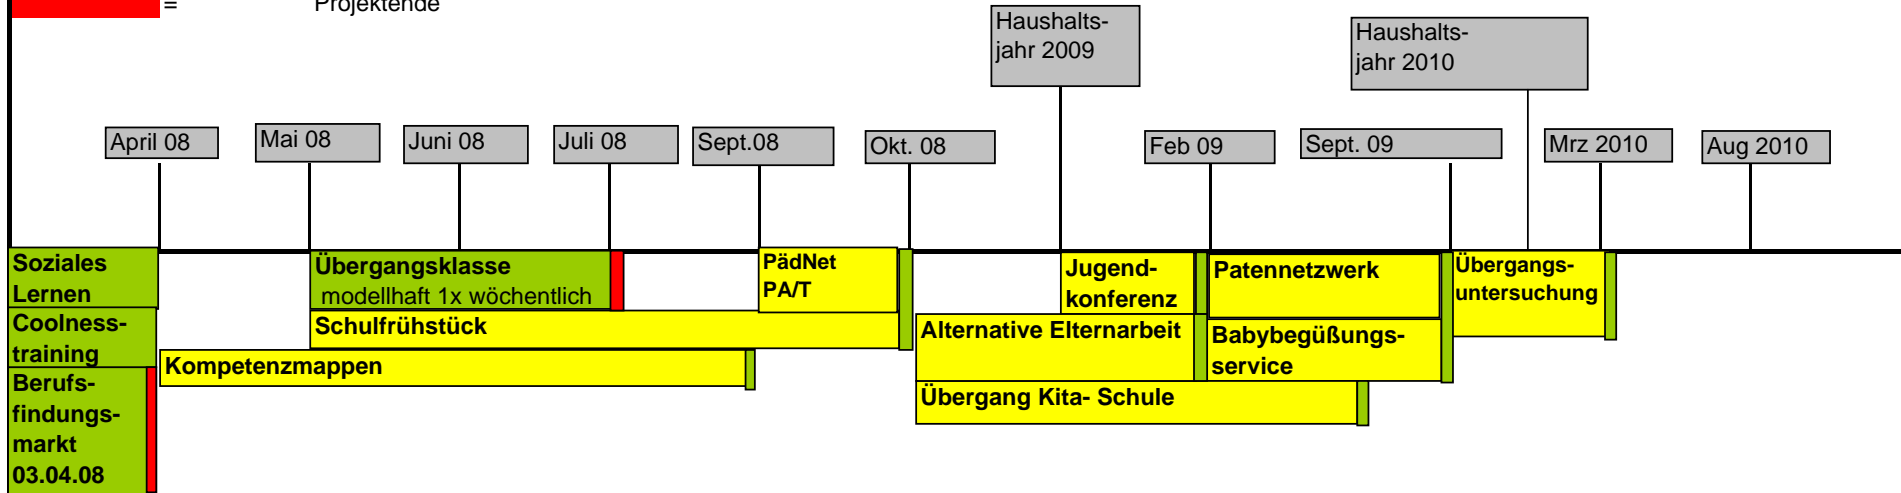 = Projektende
Haushalts-
jahr 2009
Haushalts-
jahr 2010
April 08
Mai 08
Juni 08
Juli 08
Sept.08
Okt. 08
Feb 09
Sept. 09
Mrz 2010
Aug 2010
Soziales
Lernen
Coolness-
training
Berufs-
findungs-
markt
03.04.08
Übergangsklasse
modellhaft 1x wöchentlich
Schulfrühstück
Kompetenzmappen
PädNet
PA/T
Jugend-
konferenz
Alternative Elternarbeit
Übergang Kita- Schule
Patennetzwerk
Babybegüßungs-
service
Übergangs-
untersuchung